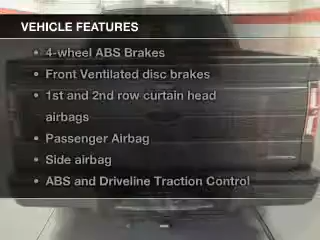 VEHICLE FEATURES
• 4-wheel ABS Brakes
• Front Ventilated disc brakes
• 1st and 2nd row curtain head
airbags
• Passenger Airbag
• Side airbag
• ABS and Driveline Traction Control